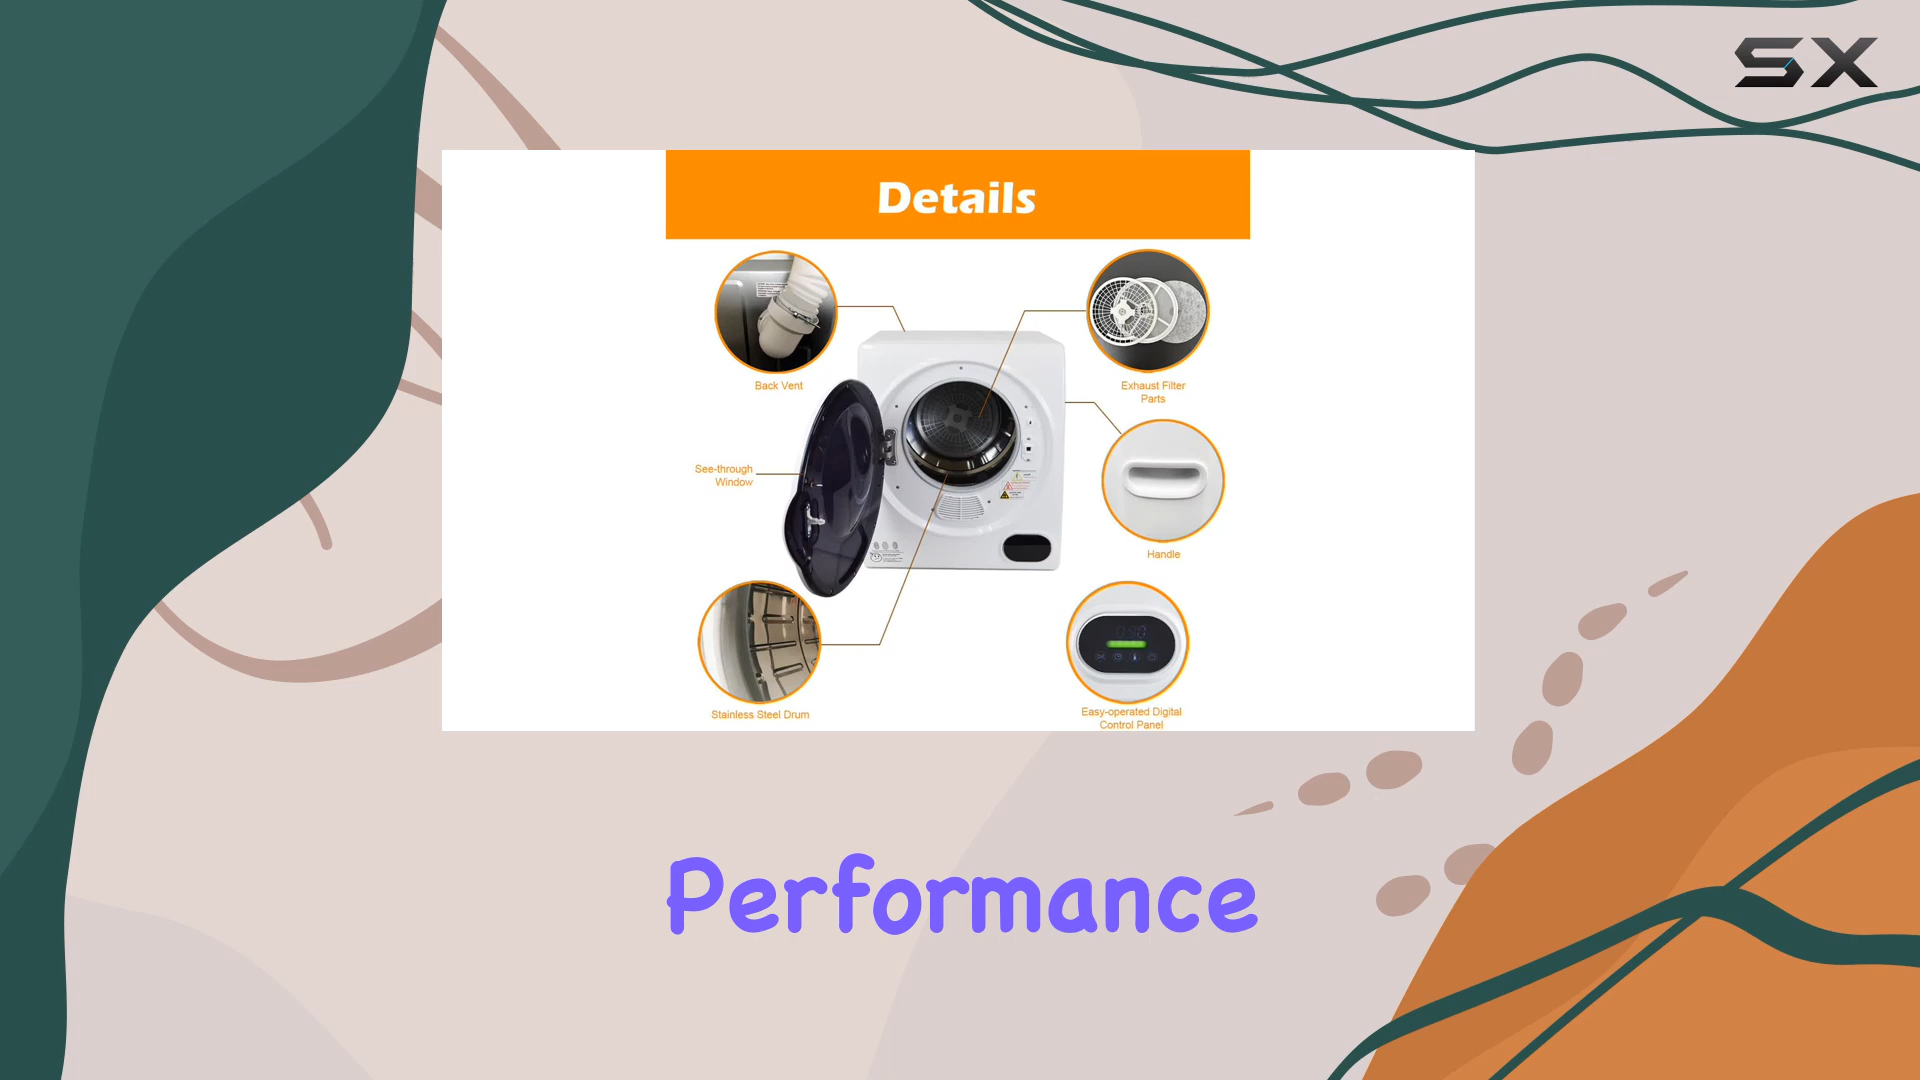 SX
Details
Back Vent
Exhaust Filter
Parts
See-through
Window
Handle
Stainless Steel Drum
Easy-operated Digital
Control Panel
Performance